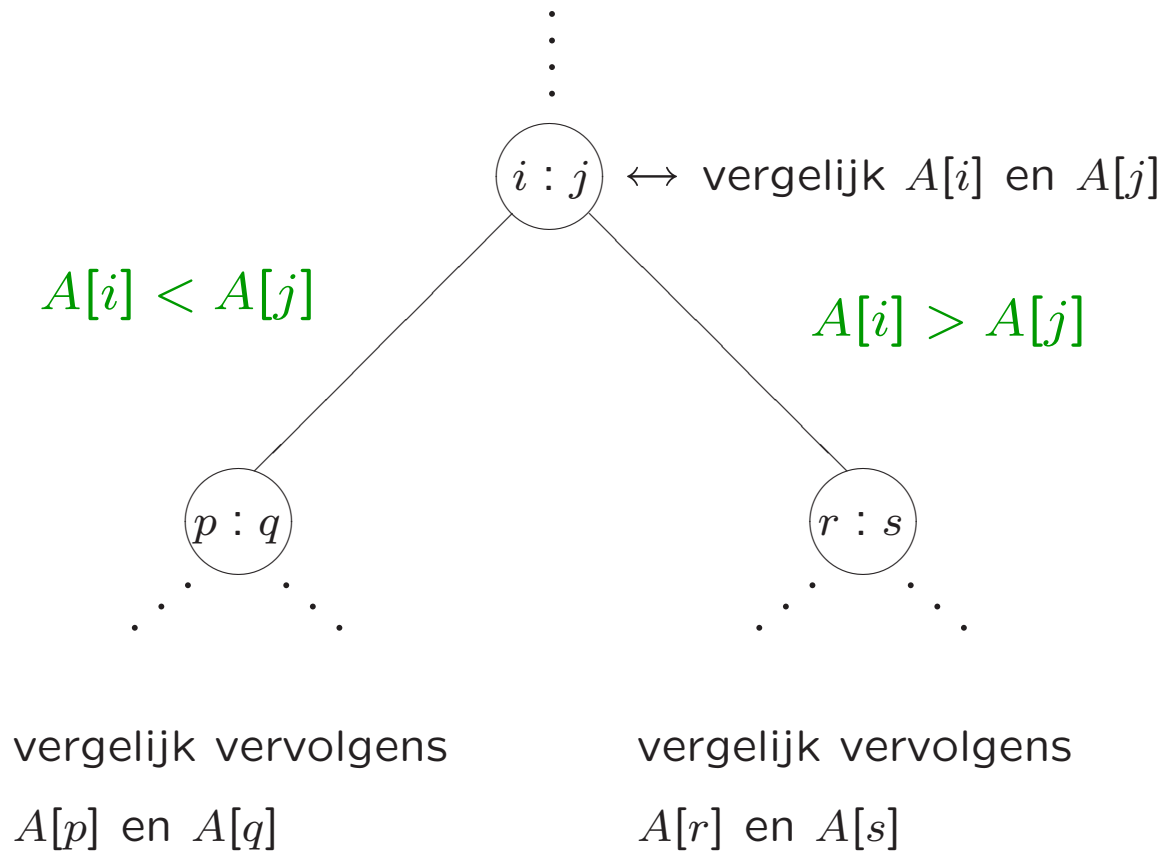 i : j ↔ vergelijk A[i] en A[j]
A[i] < A[j]
A[i] > A[j]
p : q
r : s
vergelijk vervolgens
A[p] en A[q]
vergelijk vervolgens
A[r] en A[s]